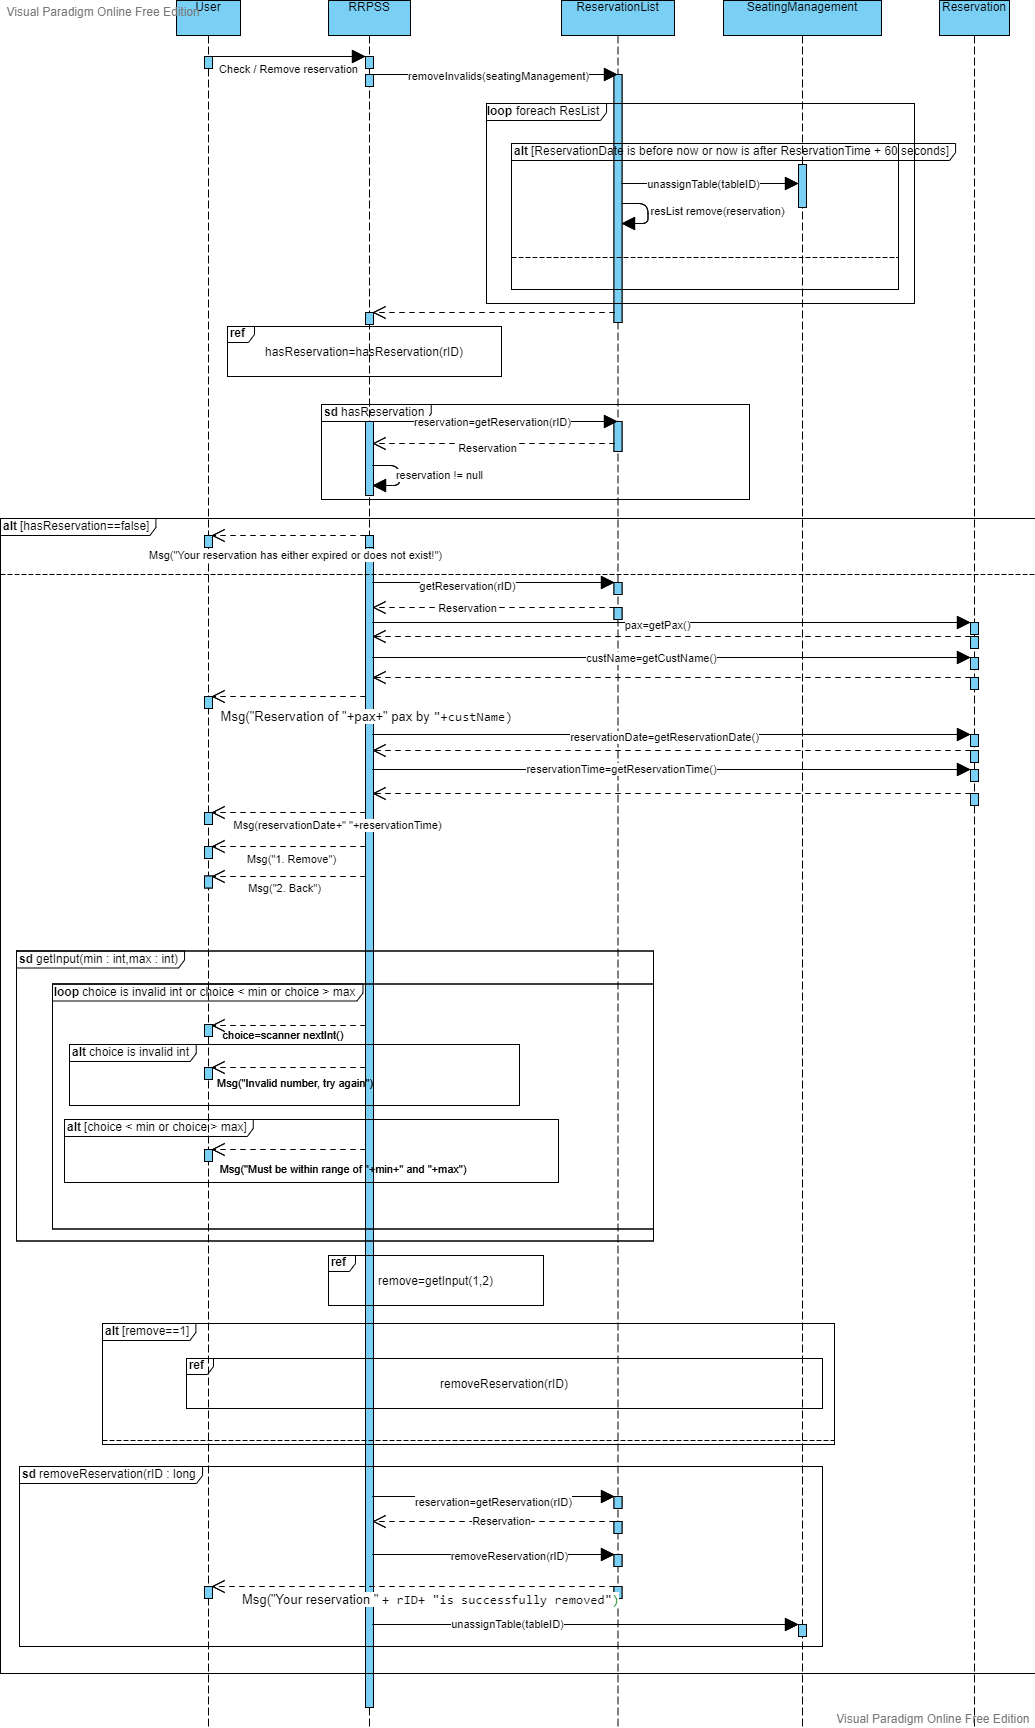 Visual Paradigm Online Free Edition
User
RRPSS
ReservationList
SeatingManagement
Reservation
Check / Remove reservation
removeInvalids(seatingManagement)
loop foreach ResList
alt [ReservationDate is before now or now is after ReservationTime + 60 seconds]
unassignTable(tableID)
resList remove(reservation)
ref
hasReservation=hasReservation(rID)
sd hasReservation
reservation=getReservation(rID)
Reservation
reservation != null
alt [hasReservation==false]
Msg("Your reservation has either expired or does not exist!")
getReservation(rID)
Reservation
pax=getPax()
custName=getCustName()
Msg("Reservation of "+pax+" pax by "+custName)
reservationDate=getReservationDate()
reservationTime=getReservationTime()
Msg(reservationDate+" "+reservationTime)
Msg("1. Remove")
Msg("2. Back")
sd getInput(min : int,max : int)
loop choice is invalid int or choice < min or choice > max
choice=scanner nextInt()
alt choice is invalid int
Msg("Invalid number, try again")
alt [choice < min or choice > max]
Msg("Must be within range of "+min+" and "+max")
ref
remove=getInput(1,2)
alt [remove==1]
ref
removeReservation(rID)
sd removeReservation(rID : long
reservation=getReservation(rID)
Reservation
removeReservation(rID)
Msg("Your reservation "+ rID+ "is successfully removed")
unassignTable(tableID)
Visual Paradigm Online Free Edition